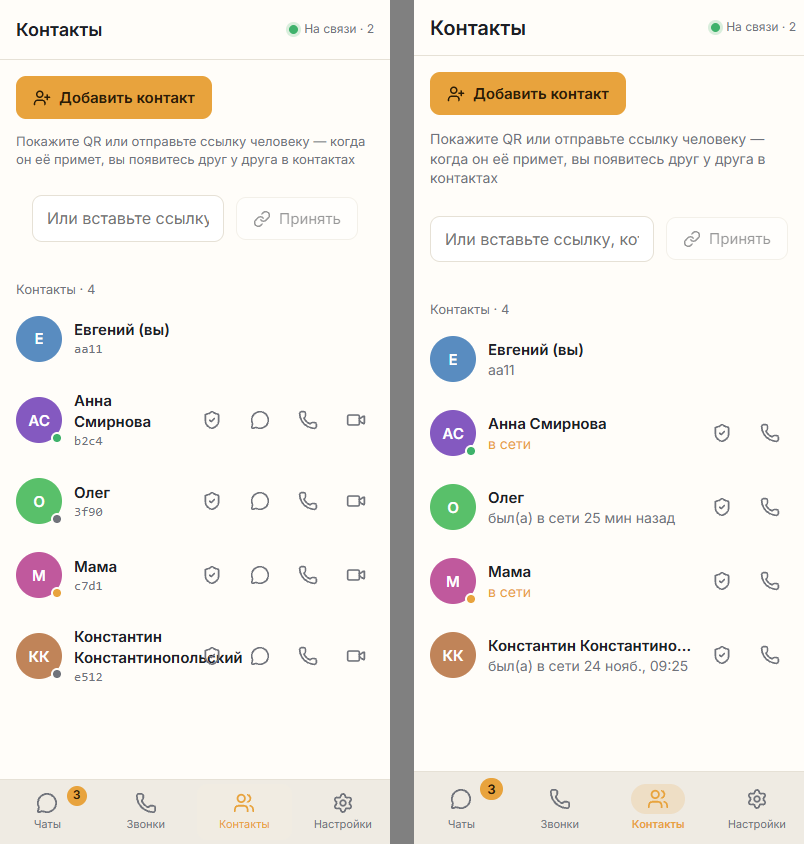 Контакты
На связи · 2
Добавить контакт
Покажите QR или отправьте ссылку человеку — когда
он её примет, вы появитесь друг у друга в контактах
Или вставьте ссылку
Принять
Контакты · 4
Е
Евгений (вы)
aa11
АС
Анна
Смирнова
b2c4
О
Олег
3f90
М
Мама
c7d1
КК
Константин
Константинопольский
e512
3
Чаты
Звонки
Контакты
Настройки
Контакты
На связи · 2
Добавить контакт
Покажите QR или отправьте ссылку человеку —
когда он её примет, вы появитесь друг у друга в
контактах
Или вставьте ссылку, ко
Принять
Контакты · 4
Е
Евгений (вы)
aa11
АС
Анна Смирнова
в сети
О
Олег
был(а) в сети 25 мин назад
М
Мама
в сети
КК
Константин Константино...
был(а) в сети 24 нояб., 09:25
3
Чаты
Звонки
Контакты
Настройки